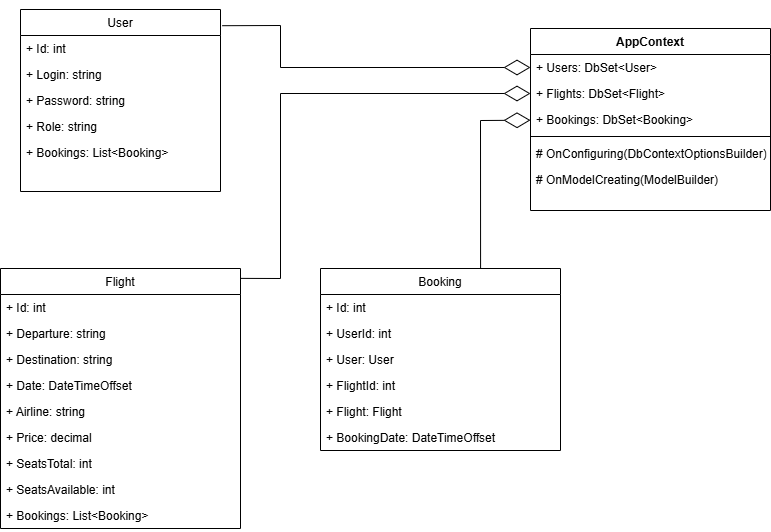 User
+ Id: int
+ Login: string
+ Password: string
+ Role: string
+ Bookings: List<Booking>
AppContext
+ Users: DbSet<User>
+ Flights: DbSet<Flight>
+ Bookings: DbSet<Booking>
# OnConfiguring(DbContextOptionsBuilder)
# OnModelCreating(ModelBuilder)
Flight
+ Id: int
+ Departure: string
+ Destination: string
+ Date: DateTimeOffset
+ Airline: string
+ Price: decimal
+ SeatsTotal: int
+ SeatsAvailable: int
+ Bookings: List<Booking>
Booking
+ Id: int
+ UserId: int
+ User: User
+ FlightId: int
+ Flight: Flight
+ BookingDate: DateTimeOffset